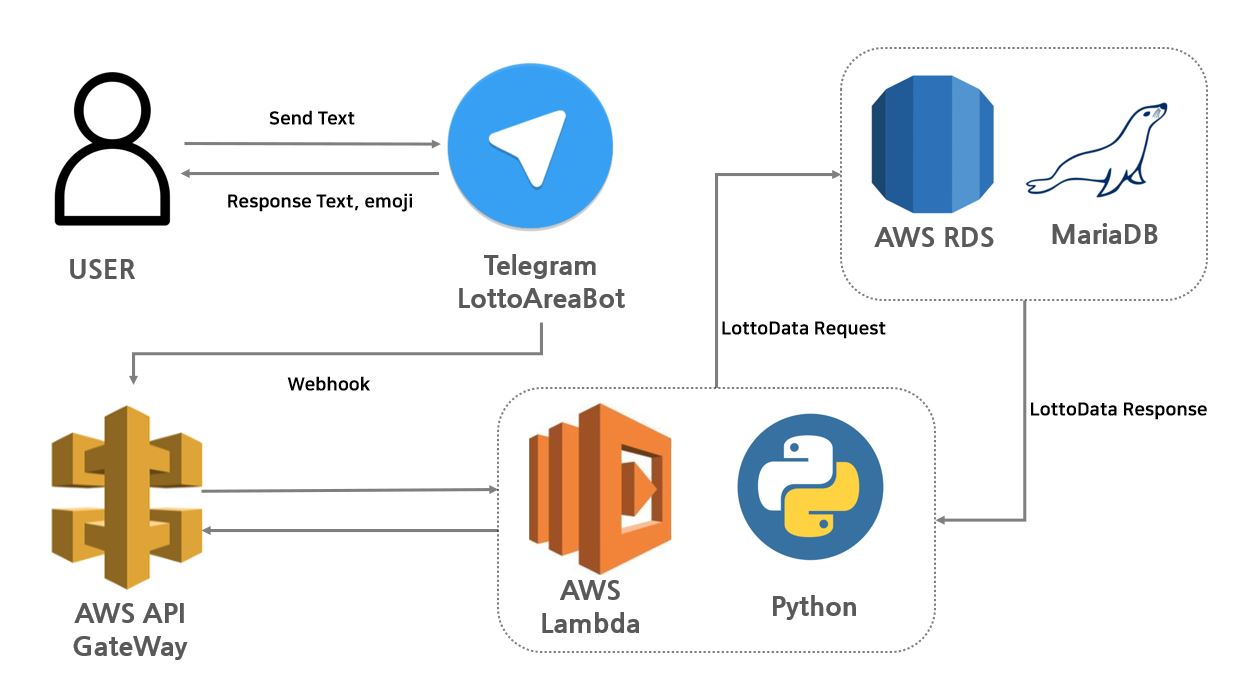 Send Text
Response Text, emoji
USER
Telegram
LottoAreaBot
AWS RDS
MariaDB
LottoData Request
Webhook
LottoData Response
AWS API
GateWay
AWS
Lambda
Python